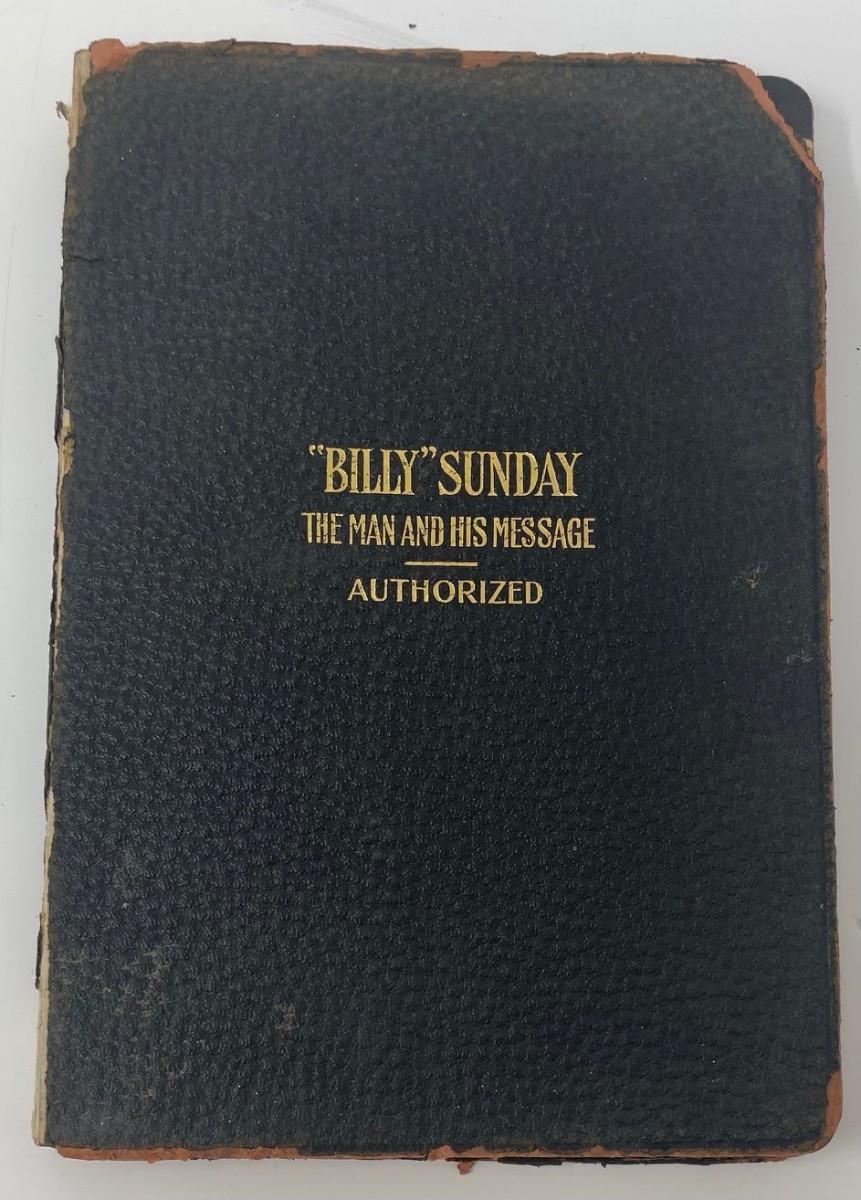 “BILLY” SUNDAY
THE MAN AND HIS MESSAGE
AUTHORIZED